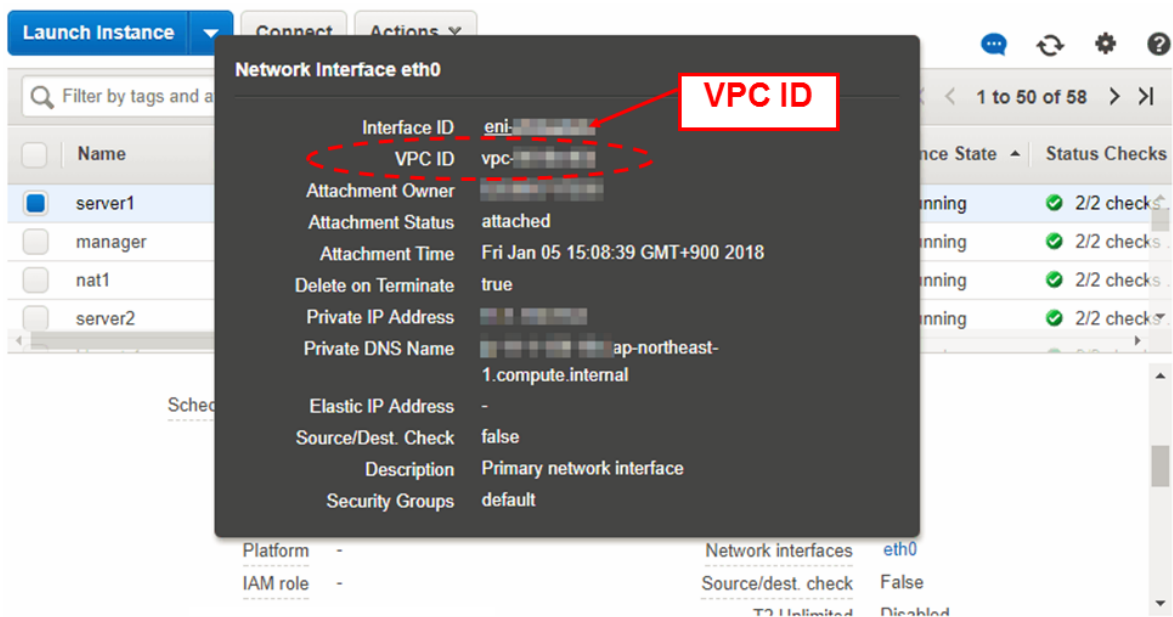 Launch Instance
Connect
Actions
Network Interface eth0
VPC ID
Filter by tags and a
1 to 50 of 58
Interface ID eni-
VPC ID vpc-
Attachment Owner
Attachment Status attached
Attachment Time Fri Jan 05 15:08:39 GMT+900 2018
Delete on Terminate true
Private IP Address
Private DNS Name ap-northeast-
1.compute.internal
Elastic IP Address -
Source/Dest. Check false
Description Primary network interface
Security Groups default
Name
nce State
Status Checks
server1 nning 2/2 checks
manager nning 2/2 checks
nat1 nning 2/2 checks
server2 nning 2/2 checks
Sched
Platform - Network interfaces eth0
IAM role - Source/dest. check False
T2 Unlimited Disabled